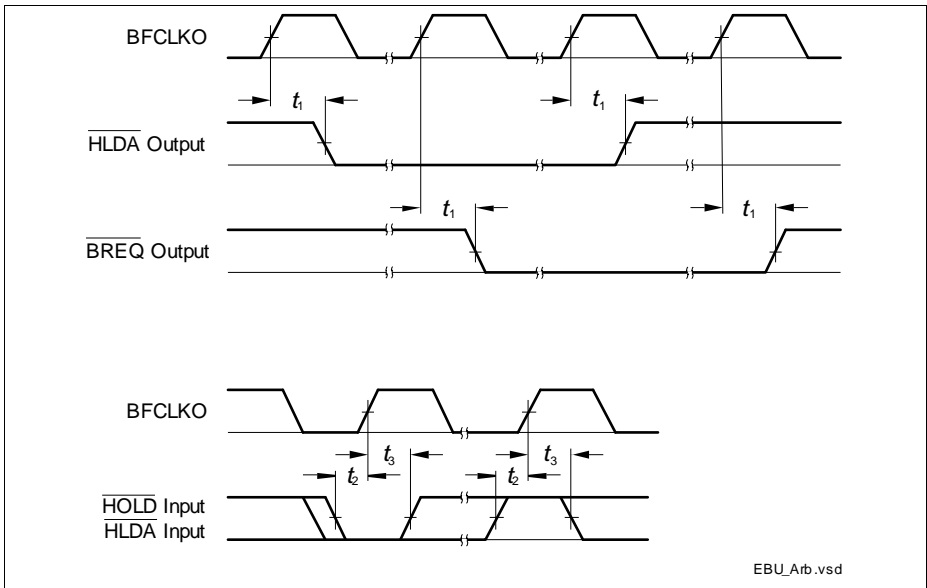 BFCLKO
t1 t1
HLDA Output
t1 t1
BREQ Output
BFCLKO
t3 t3
t2 t2
HOLD Input
HLDA Input
EBU_Arb.vsd